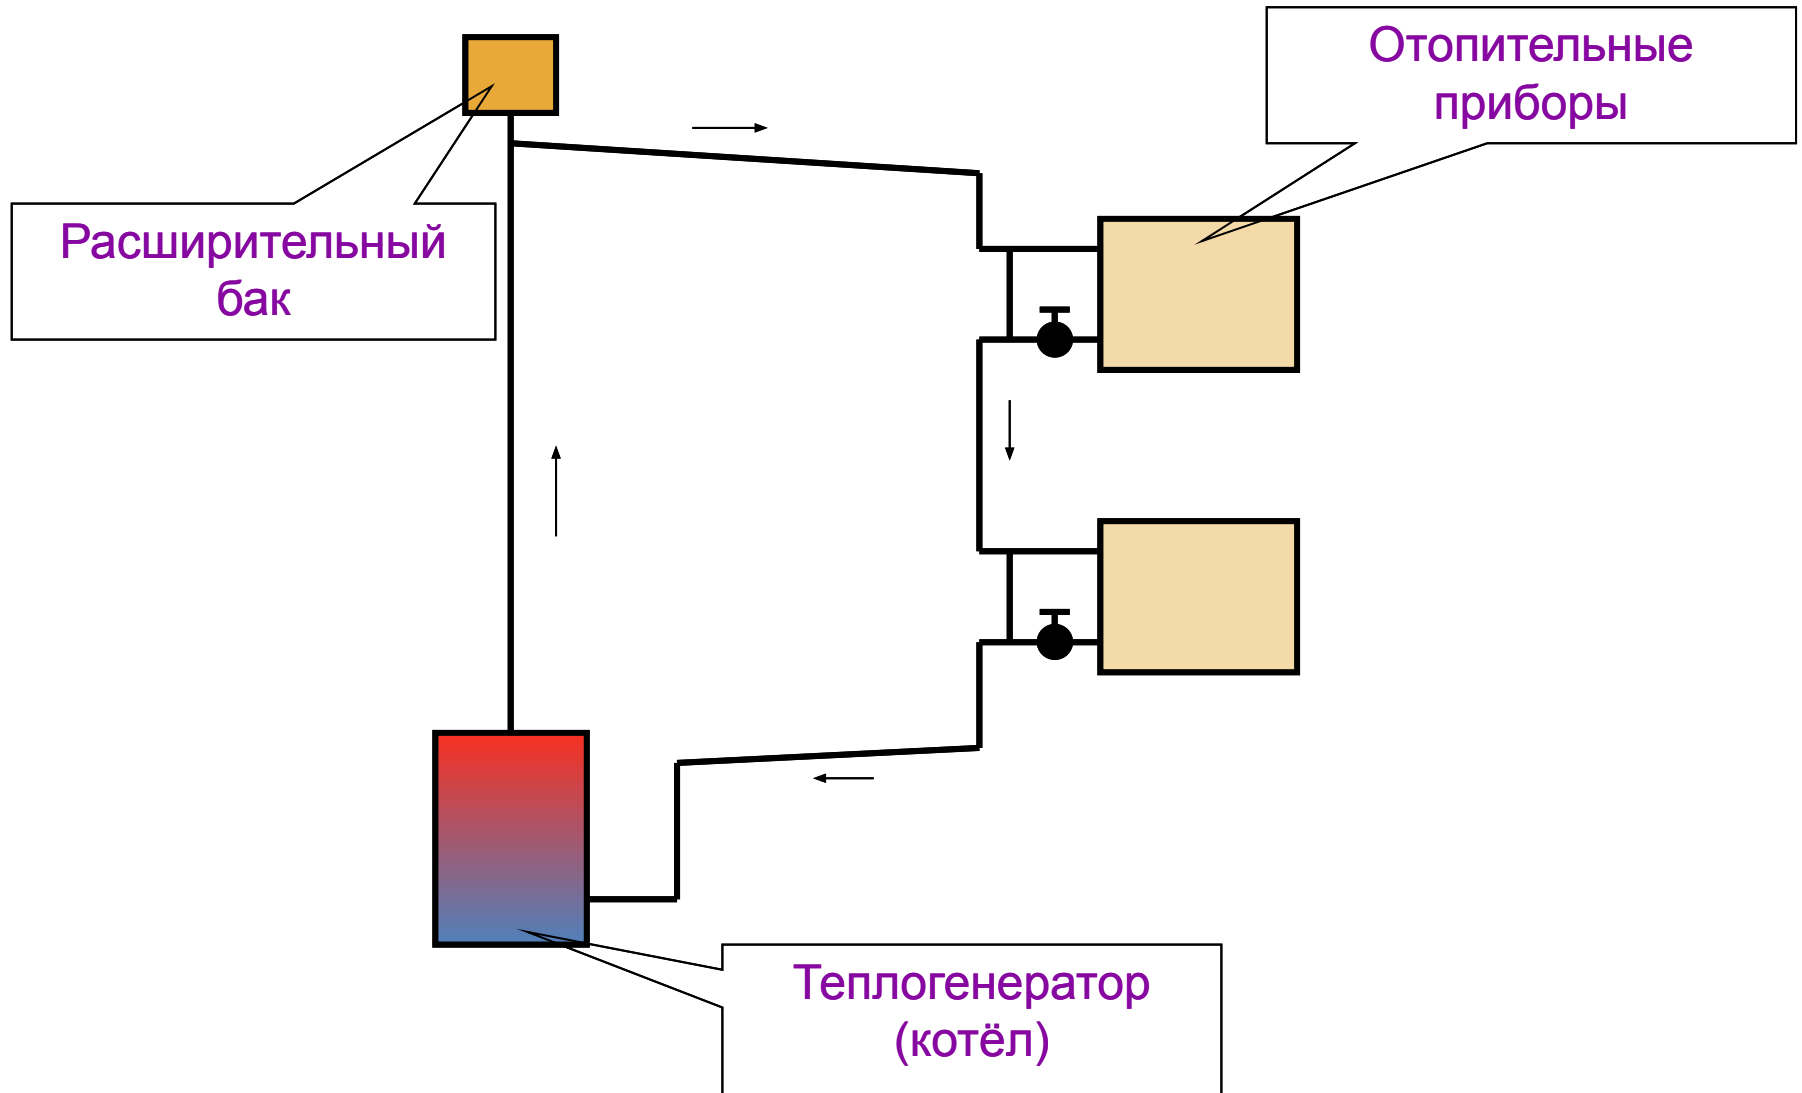 Отопительные
приборы
Расширительный
бак
Теплогенератор
(котёл)